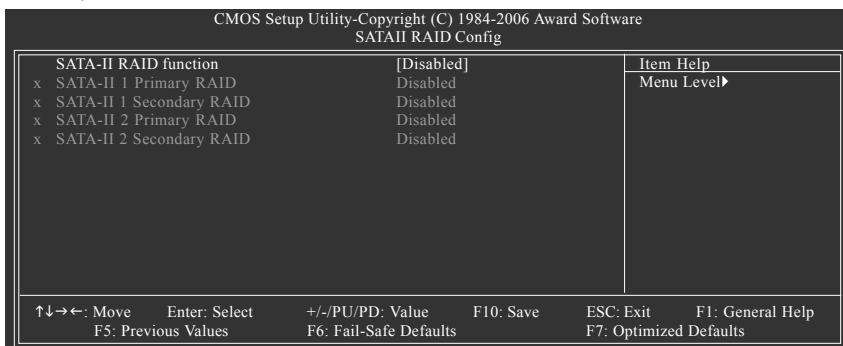 CMOS Setup Utility-Copyright (C) 1984-2006 Award Software
SATAII RAID Config
SATA-II RAID function [Disabled] Item Help
x SATA-II 1 Primary RAID Disabled Menu Level▶
x SATA-II 1 Secondary RAID Disabled
x SATA-II 2 Primary RAID Disabled
x SATA-II 2 Secondary RAID Disabled
↑↓→←: Move Enter: Select +/-/PU/PD: Value F10: Save ESC: Exit F1: General Help
F5: Previous Values F6: Fail-Safe Defaults F7: Optimized Defaults